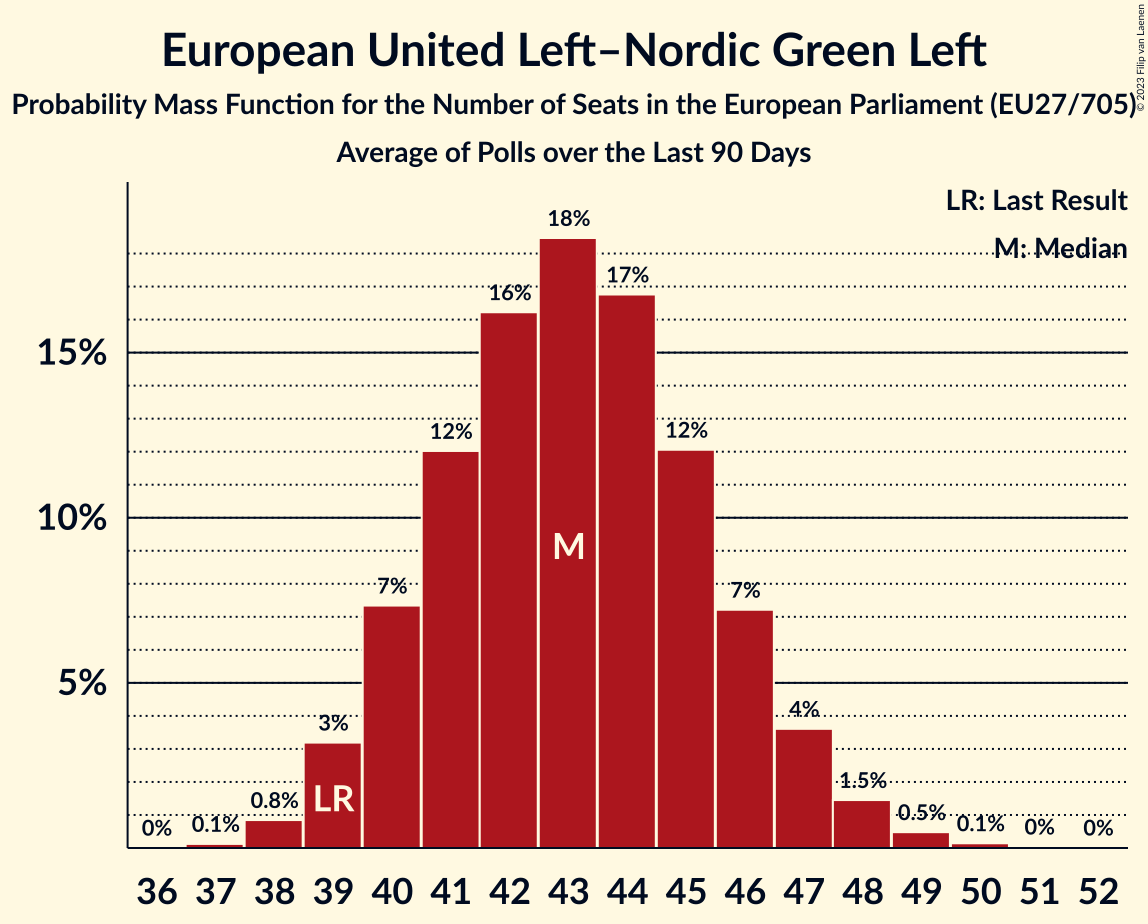 European United Left–Nordic Green Left
Probability Mass Function for the Number of Seats in the European Parliament (EU27/705)
Average of Polls over the Last 90 Days
© 2023 Filip van Laenen
LR: Last Result
M: Median
18%
17%
16%
15%
12%
12%
10%
M
7%
7%
5%
4%
3%
LR
1.5%
0.8%
0.5%
0%
0.1%
0.1%
0%
0%
36 37 38 39 40 41 42 43 44 45 46 47 48 49 50 51 52